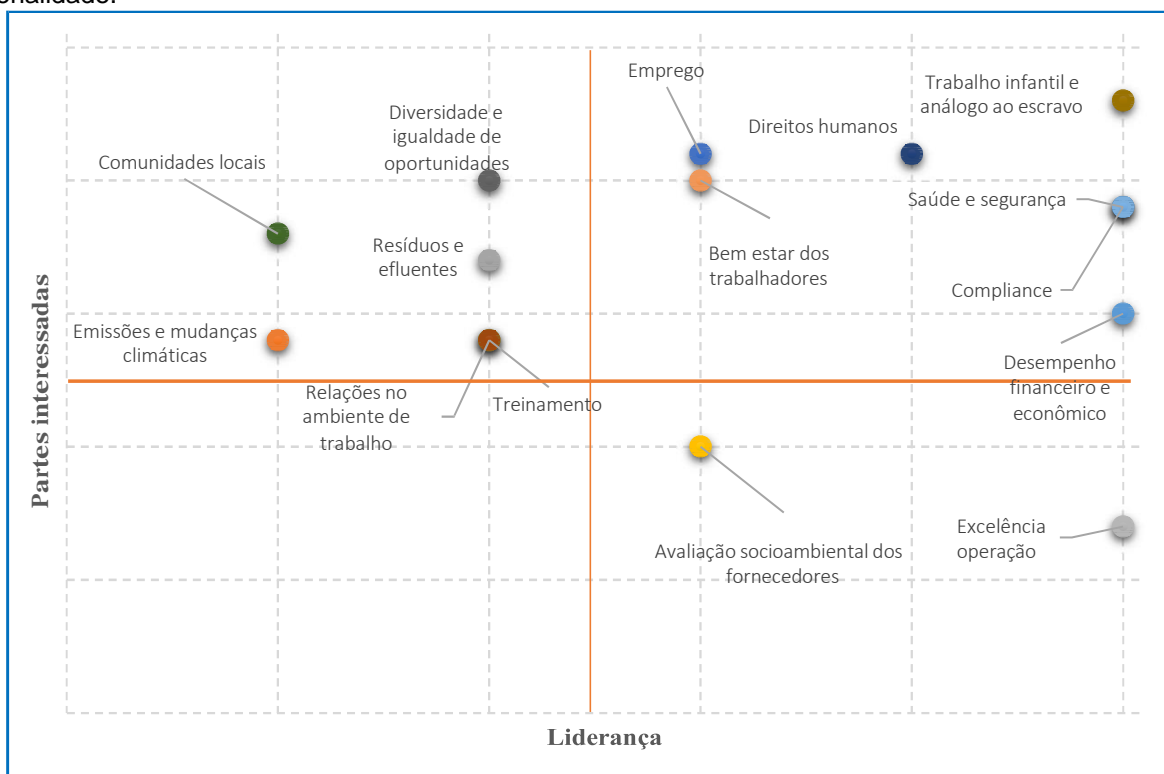 Emprego
Trabalho infantil e
análogo ao escravo
Diversidade e
igualdade de
oportunidades
Direitos humanos
Comunidades locais
Saúde e segurança
Resíduos e
efluentes
Bem estar dos
trabalhadores
Compliance
Emissões e mudanças
climáticas
Desempenho
financeiro e
econômico
Relações no
ambiente de
trabalho
Treinamento
Partes interessadas
Avaliação socioambiental dos
fornecedores
Excelência
operação
Liderança